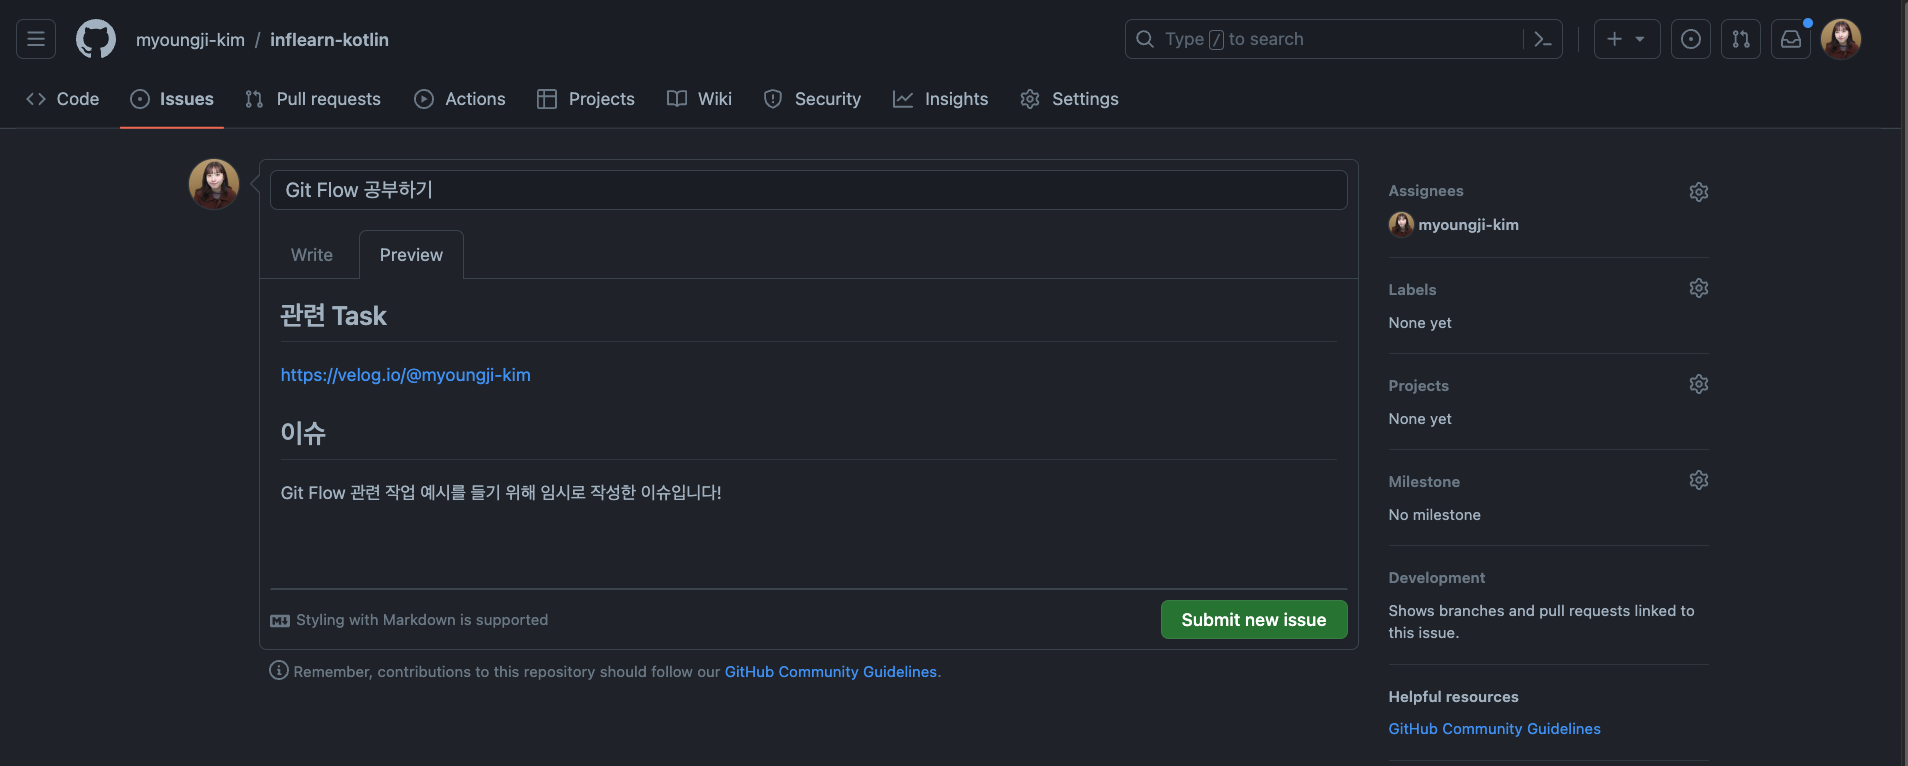 myoungji-kim / inflearn-kotlin
Type / to search
Code Issues Pull requests Actions Projects Wiki Security Insights Settings
Git Flow 공부하기
Write Preview
관련 Task
https://velog.io/@myoungji-kim
이슈
Git Flow 관련 작업 예시를 들기 위해 임시로 작성한 이슈입니다!
Styling with Markdown is supported
Submit new issue
Remember, contributions to this repository should follow our GitHub Community Guidelines.
Assignees
myoungji-kim
Labels
None yet
Projects
None yet
Milestone
No milestone
Development
Shows branches and pull requests linked to
this issue.
Helpful resources
GitHub Community Guidelines